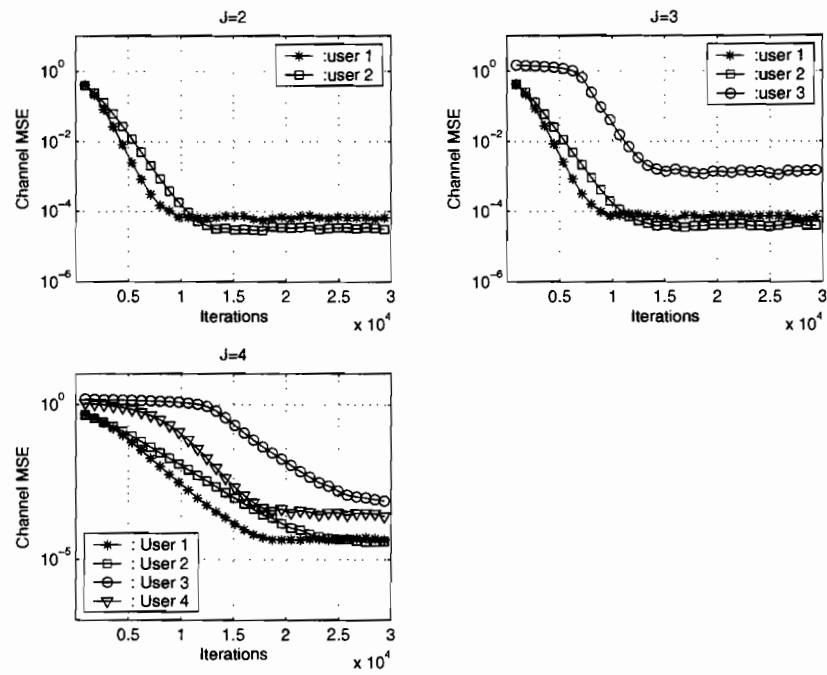 J=2
:user 1
:user 2
10^0
10^-2
10^-4
10^-6
Channel MSE
0.5 1 1.5 2 2.5 3
Iterations
x 10^4
J=3
:user 1
:user 2
:user 3
10^0
10^-2
10^-4
10^-6
Channel MSE
0.5 1 1.5 2 2.5 3
Iterations
x 10^4
J=4
10^0
10^-5
Channel MSE
: User 1
: User 2
: User 3
: User 4
0.5 1 1.5 2 2.5 3
Iterations
x 10^4